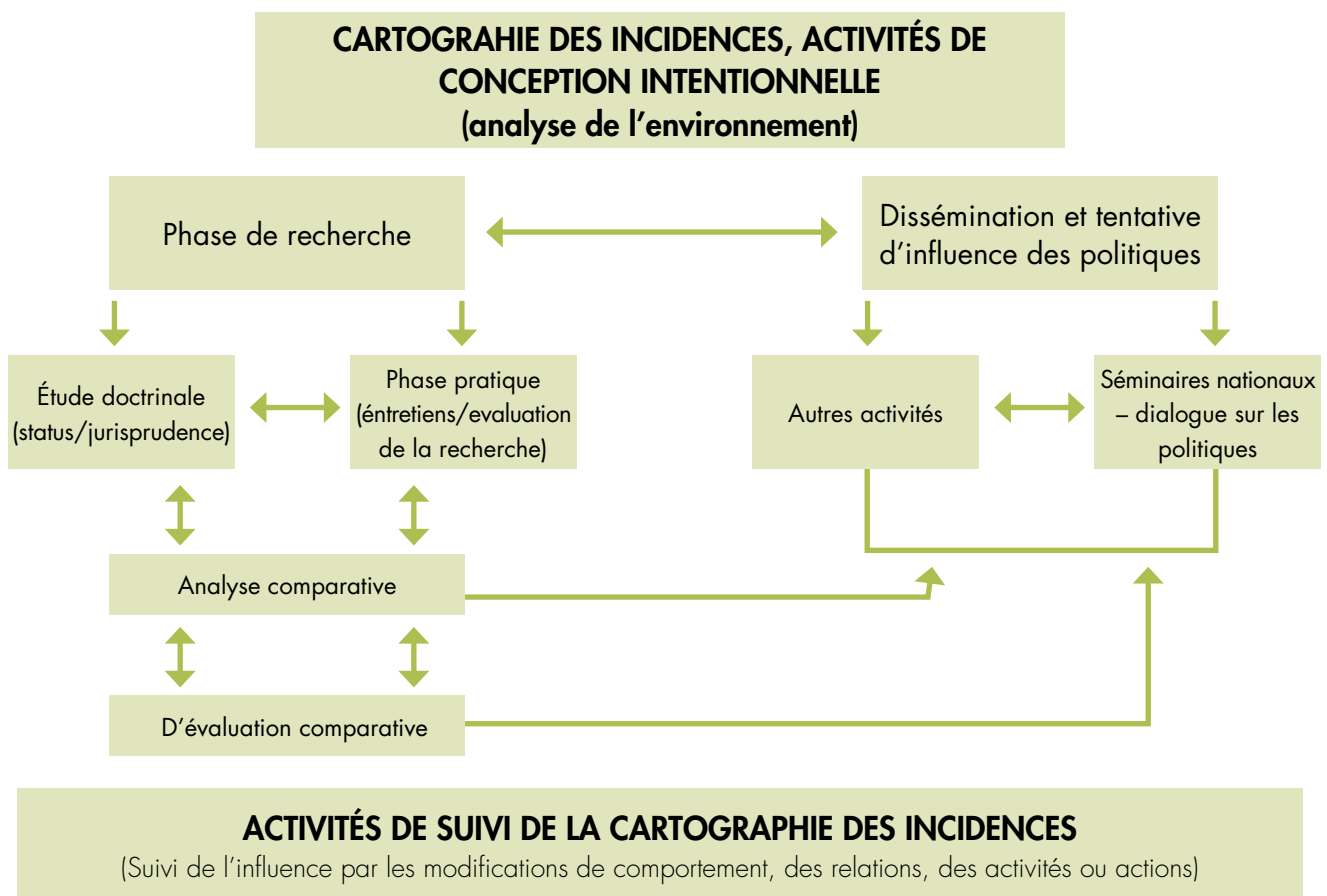 CARTOGRAHIE DES INCIDENCES, ACTIVITÉS DE
CONCEPTION INTENTIONNELLE
(analyse de l’environnement)
Phase de recherche
Dissémination et tentative
d’influence des politiques
Étude doctrinale
(status/jurisprudence)
Phase pratique
(éntretiens/evaluation
de la recherche)
Autres activités
Séminaires nationaux
– dialogue sur les
politiques
Analyse comparative
D’évaluation comparative
ACTIVITÉS DE SUIVI DE LA CARTOGRAPHIE DES INCIDENCES
(Suivi de l’influence par les modifications de comportement, des relations, des activités ou actions)